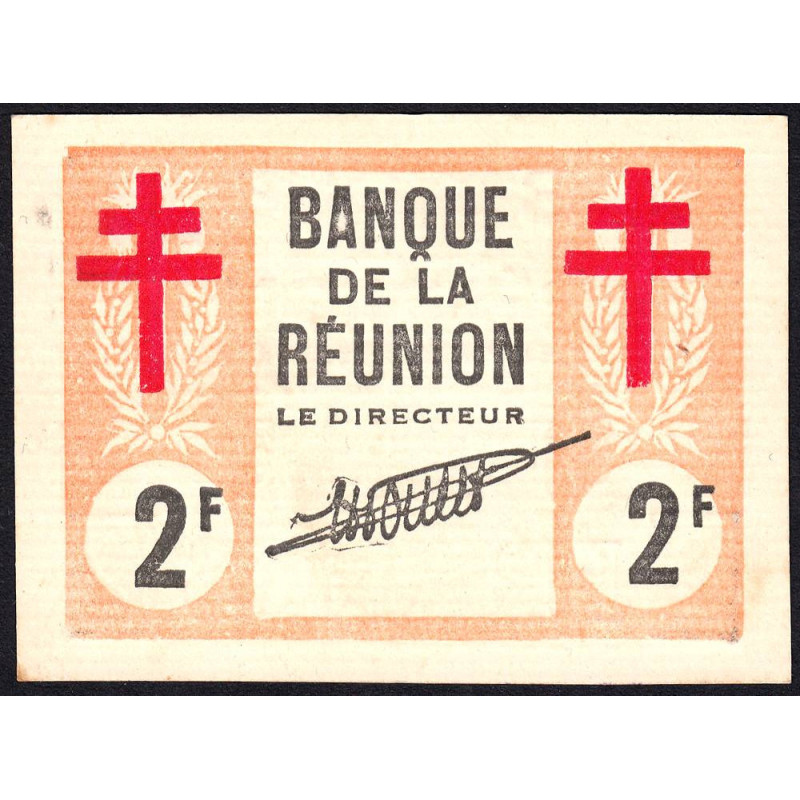 BANQUE
DE LA
RÉUNION
LE DIRECTEUR
2F
2F